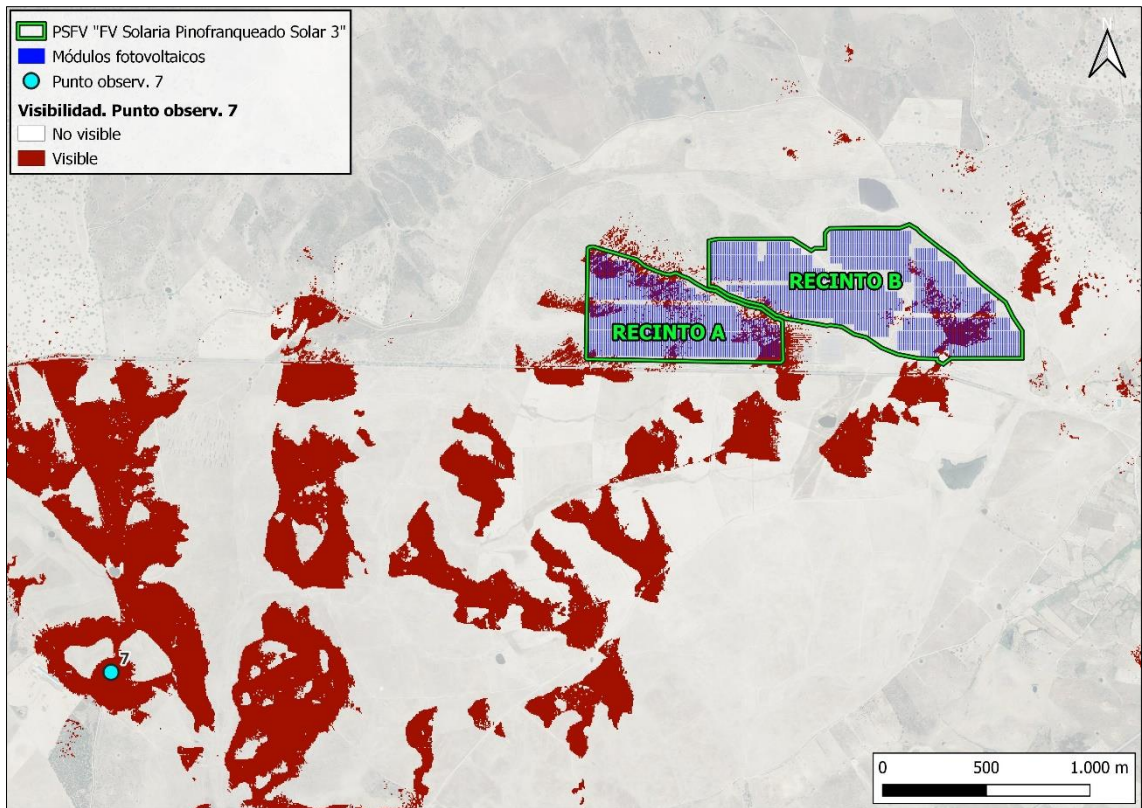 PSFV "FV Solaria Pinofranqueado Solar 3"
Módulos fotovoltaicos
Punto observ. 7
Visibilidad. Punto observ. 7
No visible
Visible
N
RECINTO B
RECINTO A
7
0 500 1.000 m